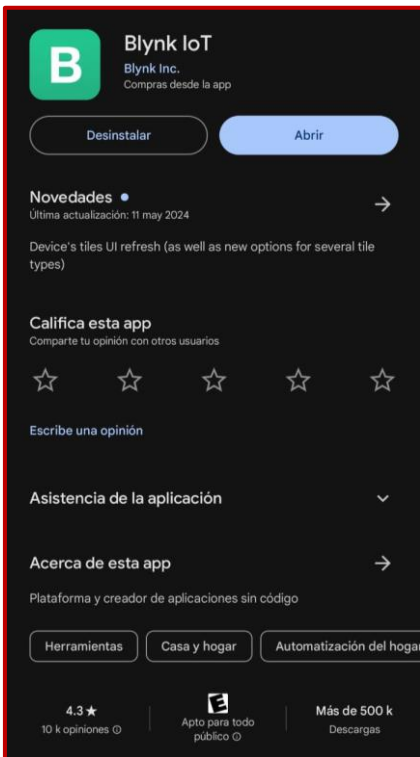 B
Blynk IoT
Blynk Inc.
Compras desde la app
Desinstalar
Abrir
Novedades
Última actualización: 11 may 2024
Device's tiles UI refresh (as well as new options for several tile
types)
Califica esta app
Comparte tu opinión con otros usuarios
Escribe una opinión
Asistencia de la aplicación
Acerca de esta app
Plataforma y creador de aplicaciones sin código
Herramientas
Casa y hogar
Automatización del hogar
4.3★
10 k opiniones
E
Apto para todo
público
Más de 500 k
Descargas